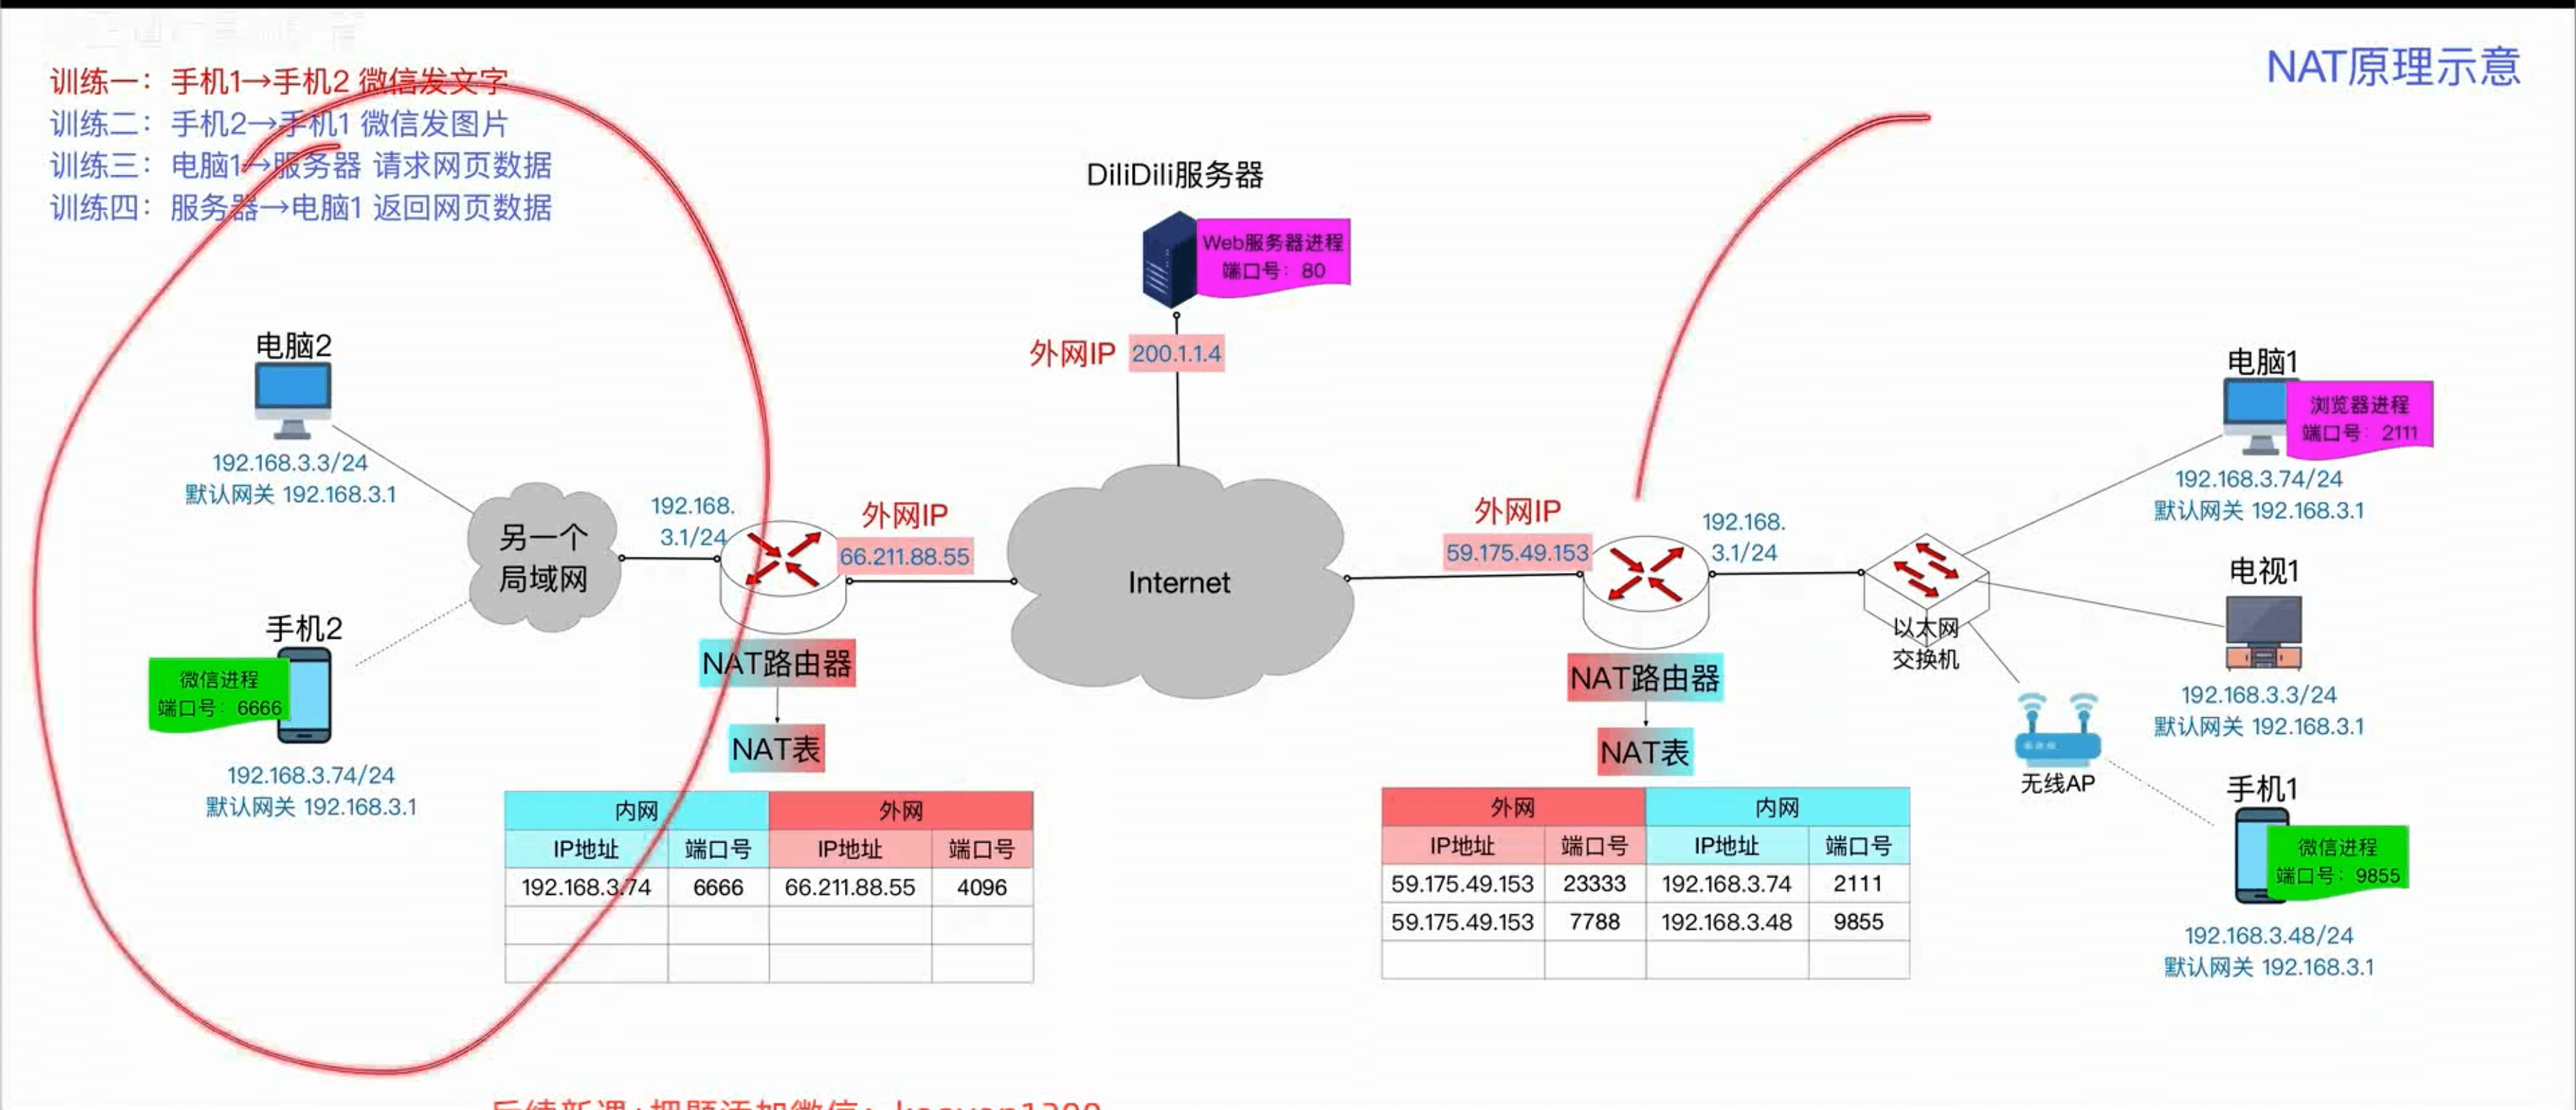 NAT原理示意
训练一：手机1→手机2 微信发文字
训练二：手机2→手机1 微信发图片
训练三：电脑1→服务器 请求网页数据
训练四：服务器→电脑1 返回网页数据
DiliDili服务器
Web服务器进程
端口号：80
外网IP 200.1.1.4
电脑2
192.168.3.3/24
默认网关 192.168.3.1
另一个
局域网
手机2
微信进程
端口号：6666
192.168.3.74/24
默认网关 192.168.3.1
192.168.
3.1/24
外网IP
66.211.88.55
NAT路由器
NAT表
内网 外网
IP地址 端口号 IP地址 端口号
192.168.3.74 6666 66.211.88.55 4096
Internet
外网IP
59.175.49.153
192.168.
3.1/24
NAT路由器
NAT表
外网 内网
IP地址 端口号 IP地址 端口号
59.175.49.153 23333 192.168.3.74 2111
59.175.49.153 7788 192.168.3.48 9855
以太网
交换机
电脑1
浏览器进程
端口号：2111
192.168.3.74/24
默认网关 192.168.3.1
电视1
192.168.3.3/24
默认网关 192.168.3.1
无线AP
手机1
微信进程
端口号：9855
192.168.3.48/24
默认网关 192.168.3.1